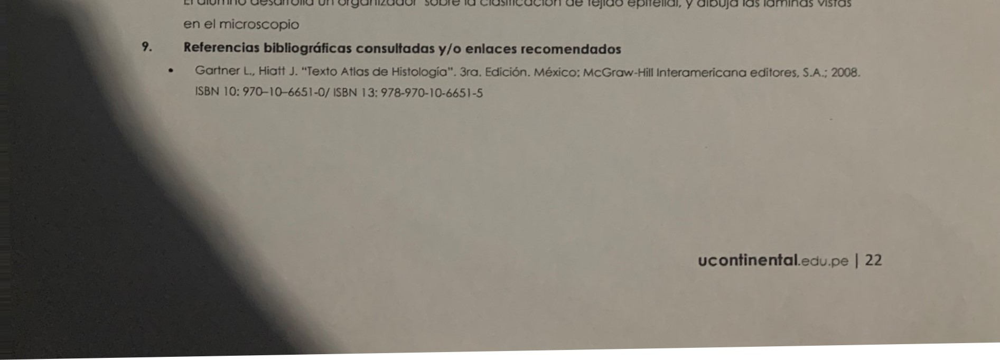 El alumno desarrolla un organizador sobre la clasificación de tejido epitelial, y dibuja las láminas vistas
en el microscopio
9. Referencias bibliográficas consultadas y/o enlaces recomendados
• Gartner L., Hiatt J. "Texto Atlas de Histología". 3ra. Edición. México: McGraw-Hill Interamericana editores, S.A.; 2008.
ISBN 10: 970–10–6651-0/ ISBN 13: 978-970-10-6651-5
ucontinental.edu.pe | 22